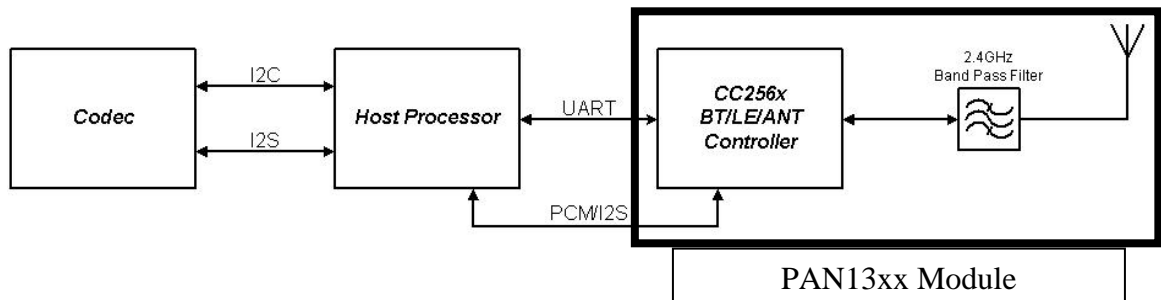 I2C
Codec
I2S
Host Processor
UART
PCM/I2S
CC256x
BT/LE/ANT
Controller
2.4GHz
Band Pass Filter
PAN13xx Module